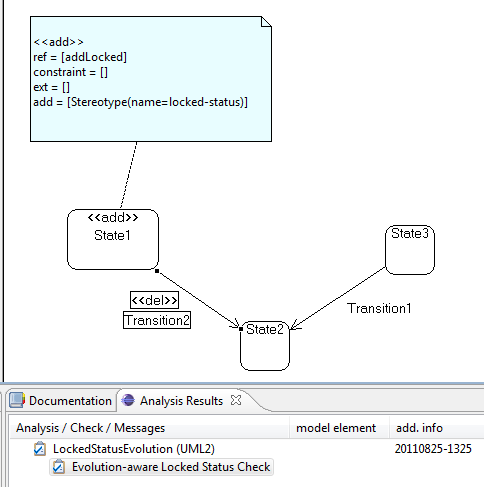 <<add>>
ref = [addLocked]
constraint = []
ext = []
add = [Stereotype(name=locked-status)]
<<add>>
State1
State3
<<del>>
Transition2
State2
Transition1
Documentation Analysis Results
Analysis / Check / Messages model element add. info
LockedStatusEvolution (UML2) 20110825-1325
Evolution-aware Locked Status Check